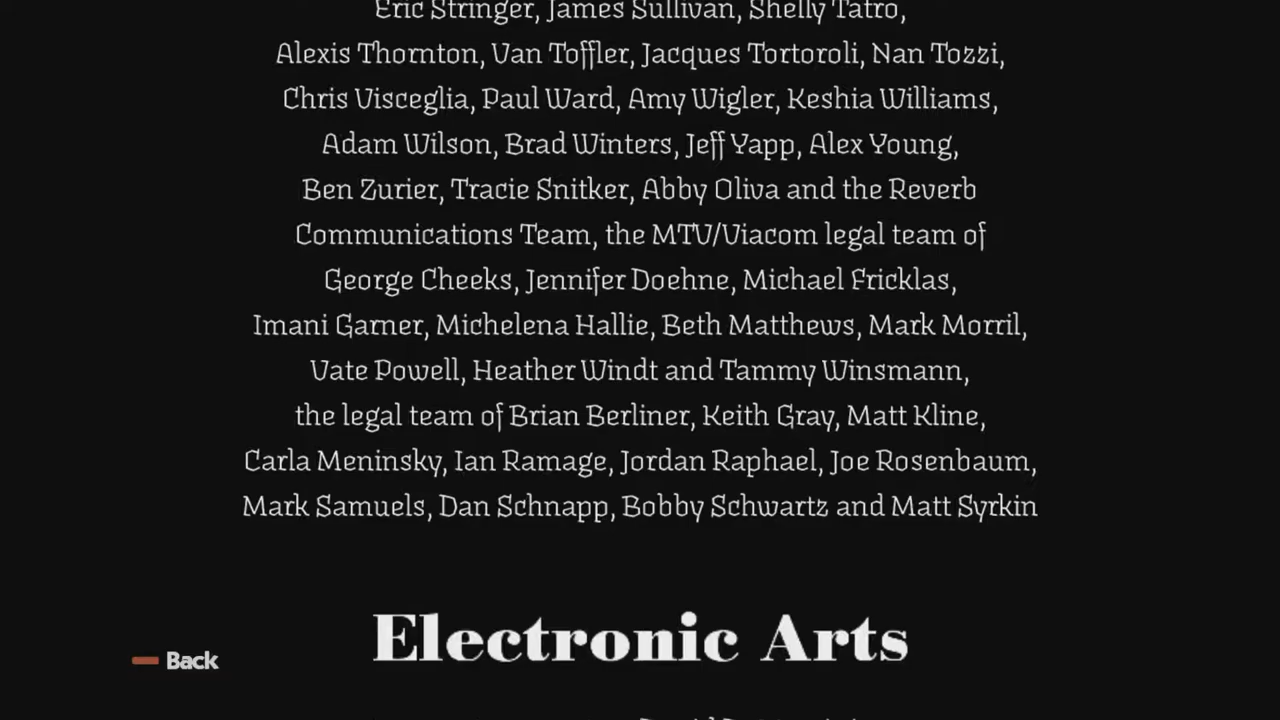 Eric Stringer, James Sullivan, Shelly Tatro,
Alexis Thornton, Van Toffler, Jacques Tortoroli, Nan Tozzi,
Chris Visceglia, Paul Ward, Amy Wigler, Keshia Williams,
Adam Wilson, Brad Winters, Jeff Yapp, Alex Young,
Ben Zurier, Tracie Snitker, Abby Oliva and the Reverb
Communications Team, the MTV/Viacom legal team of
George Cheeks, Jennifer Doehne, Michael Fricklas,
Imani Garner, Michelena Hallie, Beth Matthews, Mark Morril,
Vate Powell, Heather Windt and Tammy Winsmann,
the legal team of Brian Berliner, Keith Gray, Matt Kline,
Carla Meninsky, Ian Ramage, Jordan Raphael, Joe Rosenbaum,
Mark Samuels, Dan Schnapp, Bobby Schwartz and Matt Syrkin
Electronic Arts
Back